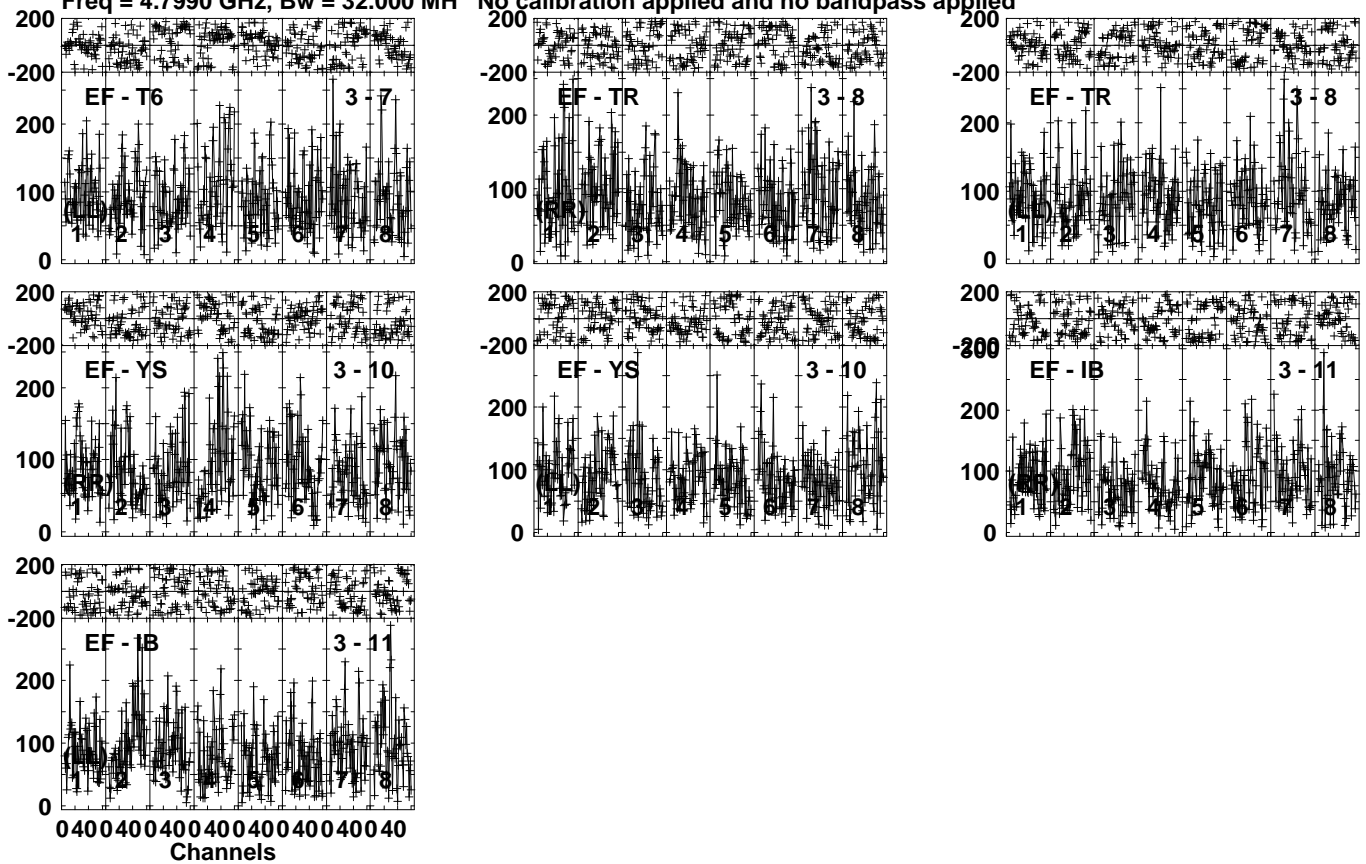 Freq = 4.7990 GHz, Bw = 32.000 MH No calibration applied and no bandpass applied
200
-200
EF - T6 3 - 7
200
100
(LL)
1 2 3 4 5 6 7 8
0
200
-200
EF - TR 3 - 8
200
100
(RR)
1 2 3 4 5 6 7 8
0
200
-200
EF - TR 3 - 8
200
100
(LL)
1 2 3 4 5 6 7 8
0
200
-200
EF - YS 3 - 10
200
100
(RR)
1 2 3 4 5 6 7 8
0
200
-200
EF - YS 3 - 10
200
100
(LL)
1 2 3 4 5 6 7 8
0
200
-200
300
EF - IB 3 - 11
200
100
(RR)
1 2 3 4 5 6 7 8
0
200
-200
EF - IB 3 - 11
200
100
(LL)
1 2 3 4 5 6 7 8
0
0 40 0 40 0 40 0 40 0 40 0 40 0 40 0 40
Channels